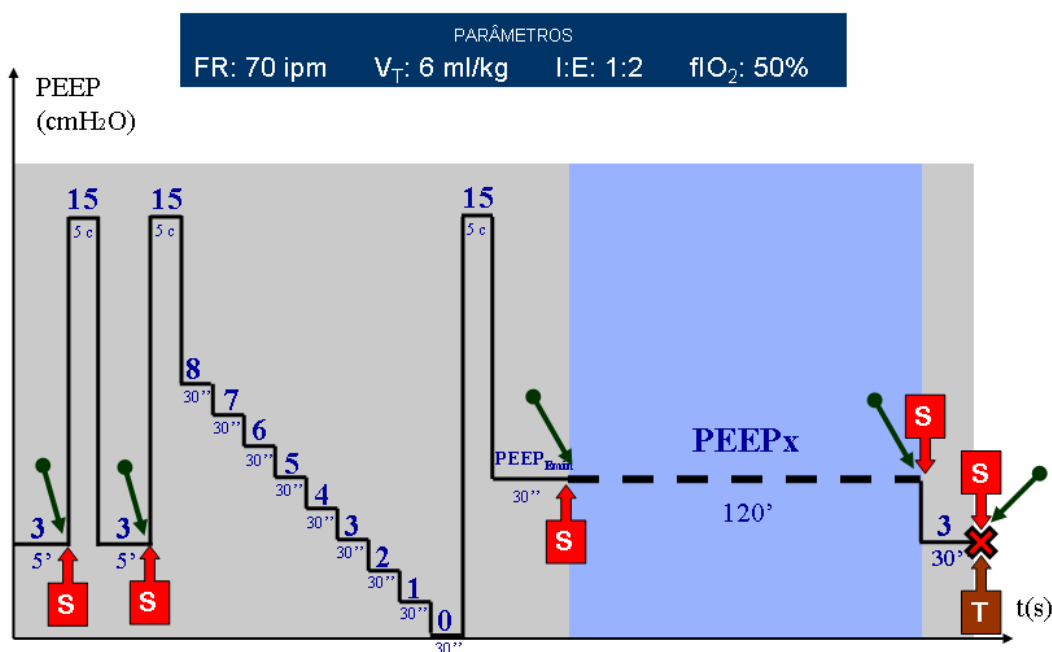 PARÂMETROS
FR: 70 ipm V_T: 6 ml/kg I:E: 1:2 fIO₂: 50%
PEEP
(cmH₂O)
15
5 c
15
5 c
15
5 c
8
30’’
7
30’’
6
30’’
5
30’’
4
30’’
3
30’’
2
30’’
1
30’’
0
30’’
3
5’
3
5’
S
S
PEEP_Emin
30’’
S
PEEPx
120’
S
3
30’
S
T
t(s)